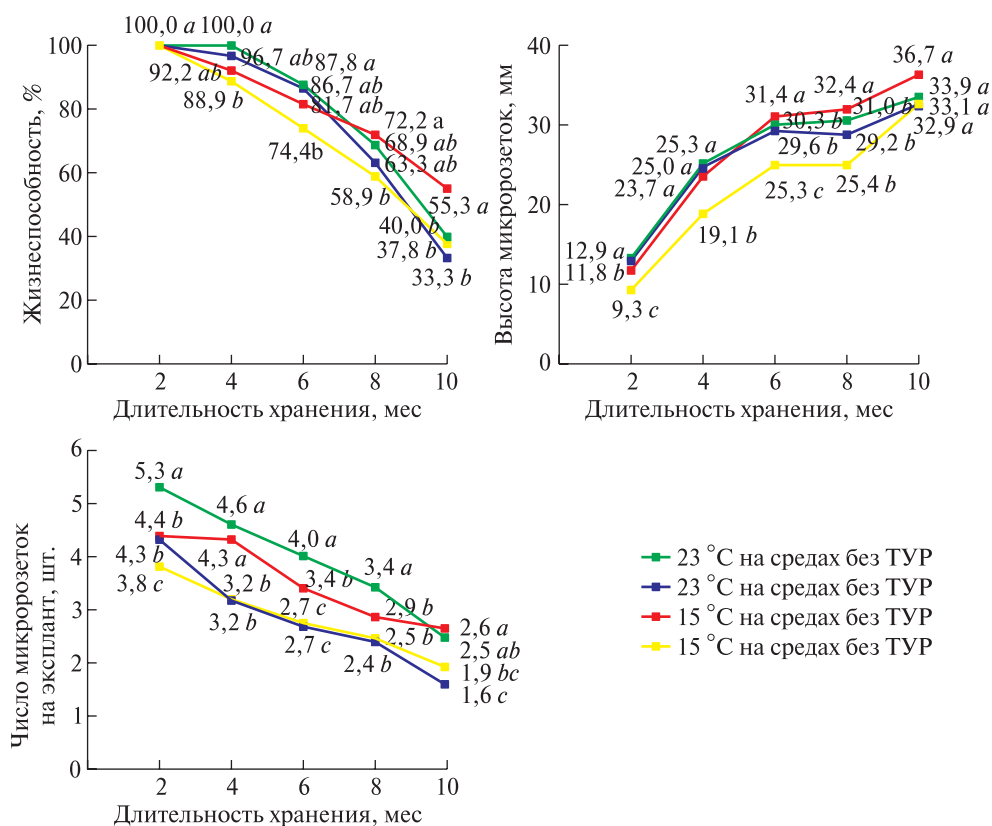 Жизнеспособность, %
100
80
60
40
20
0
100,0 a 100,0 a
96,7 ab
87,8 a
92,2 ab
86,7 ab
88,9 b
81,7 ab
72,2 a
74,4b
68,9 ab
63,3 ab
58,9 b
55,3 a
40,0 b
37,8 b
33,3 b
2 4 6 8 10
Длительность хранения, мес
Высота микророзеток, мм
40
30
20
10
0
36,7 a
32,4 a
31,4 a
33,9 a
31,0 b
33,1 a
30,3 b
32,9 a
25,3 a
29,6 b
29,2 b
25,0 a
23,7 a
25,3 c
25,4 b
19,1 b
12,9 a
11,8 b
9,3 c
2 4 6 8 10
Длительность хранения, мес
Число микророзеток
на эксплант, шт.
6
5
4
3
2
1
0
5,3 a
4,6 a
4,4 b
4,0 a
4,3 b
4,3 a
3,4 a
3,8 c
3,2 b
3,4 b
2,7 c
2,9 b
3,2 b
2,7 c
2,5 b
2,6 a
2,4 b
2,5 ab
1,9 bc
1,6 c
2 4 6 8 10
Длительность хранения, мес
23 °C на средах без ТУР
23 °C на средах без ТУР
15 °C на средах без ТУР
15 °C на средах без ТУР